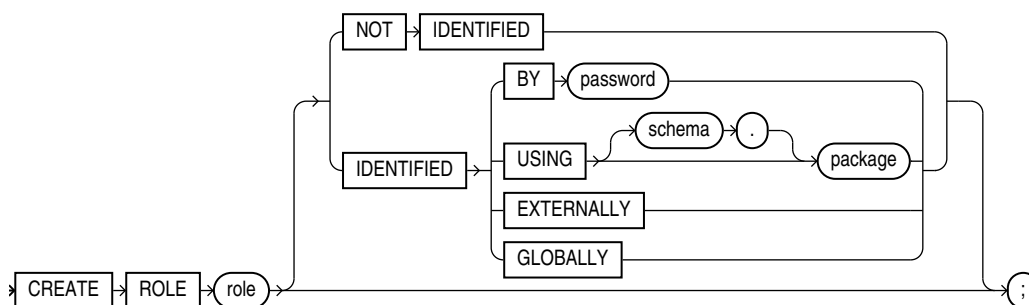 NOT IDENTIFIED
BY password
schema .
IDENTIFIED USING package
EXTERNALLY
GLOBALLY
CREATE ROLE role ;